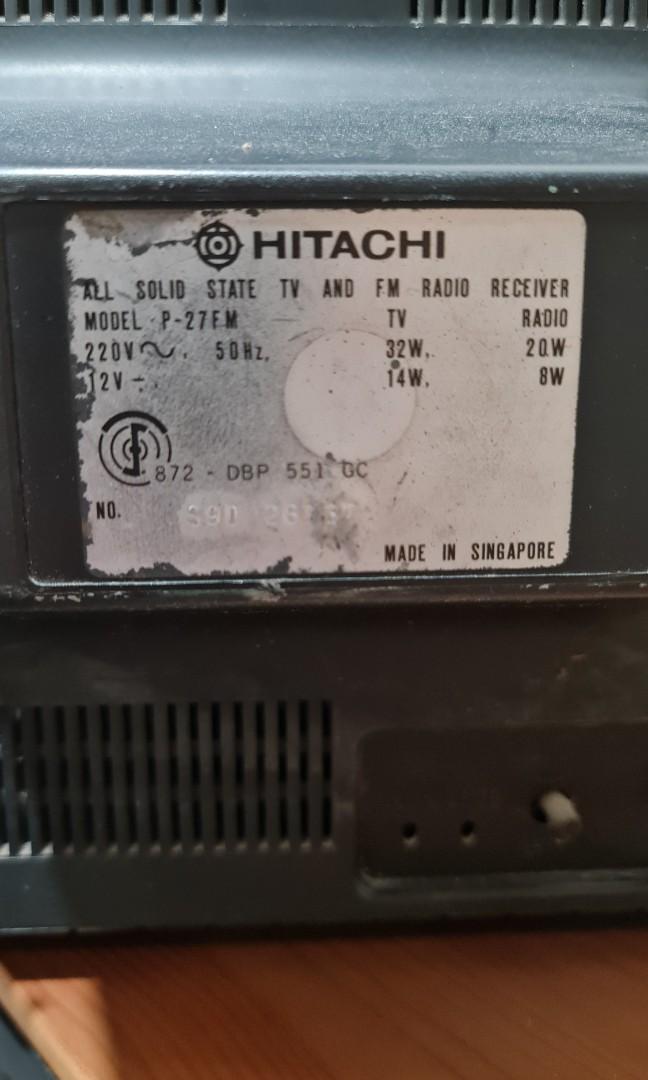 HITACHI
ALL SOLID STATE TV AND FM RADIO RECEIVER
MODEL P-27FM TV RADIO
220V∿, 50Hz, 32W, 20W
12V 14W, 8W
872 - DBP 551 GC
NO. S9D
MADE IN SINGAPORE